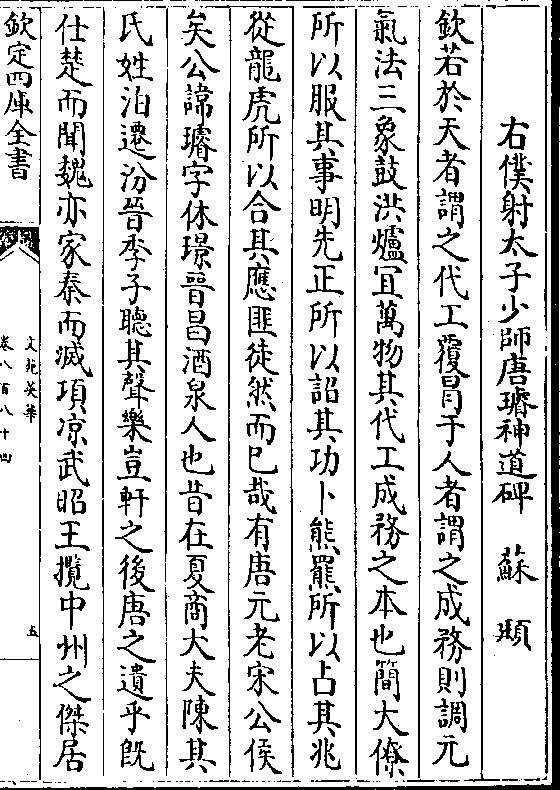 右僕射太子少師唐璿神道碑　蘇頲
欽若於天者謂之代工覆冒于人者謂之成務則調元
氣法三象鼓洪爐宜萬物其代工成務之本也簡大僚
所以服其事明先正所以詔其功卜熊羆所以占其兆
從龍虎所以合其應匪徒然而已哉有唐元老宋公俟
矣公諱璿字休璟晉昌酒泉人也昔在夏商大夫陳其
氏姓洎遷汾晉季子聽其聲樂豈軒之後唐之遺乎旣
仕楚而聞魏亦家秦而滅項凉武昭王攬中州之傑居
欽定四庫全書
文苑英華
卷八百八十四
五